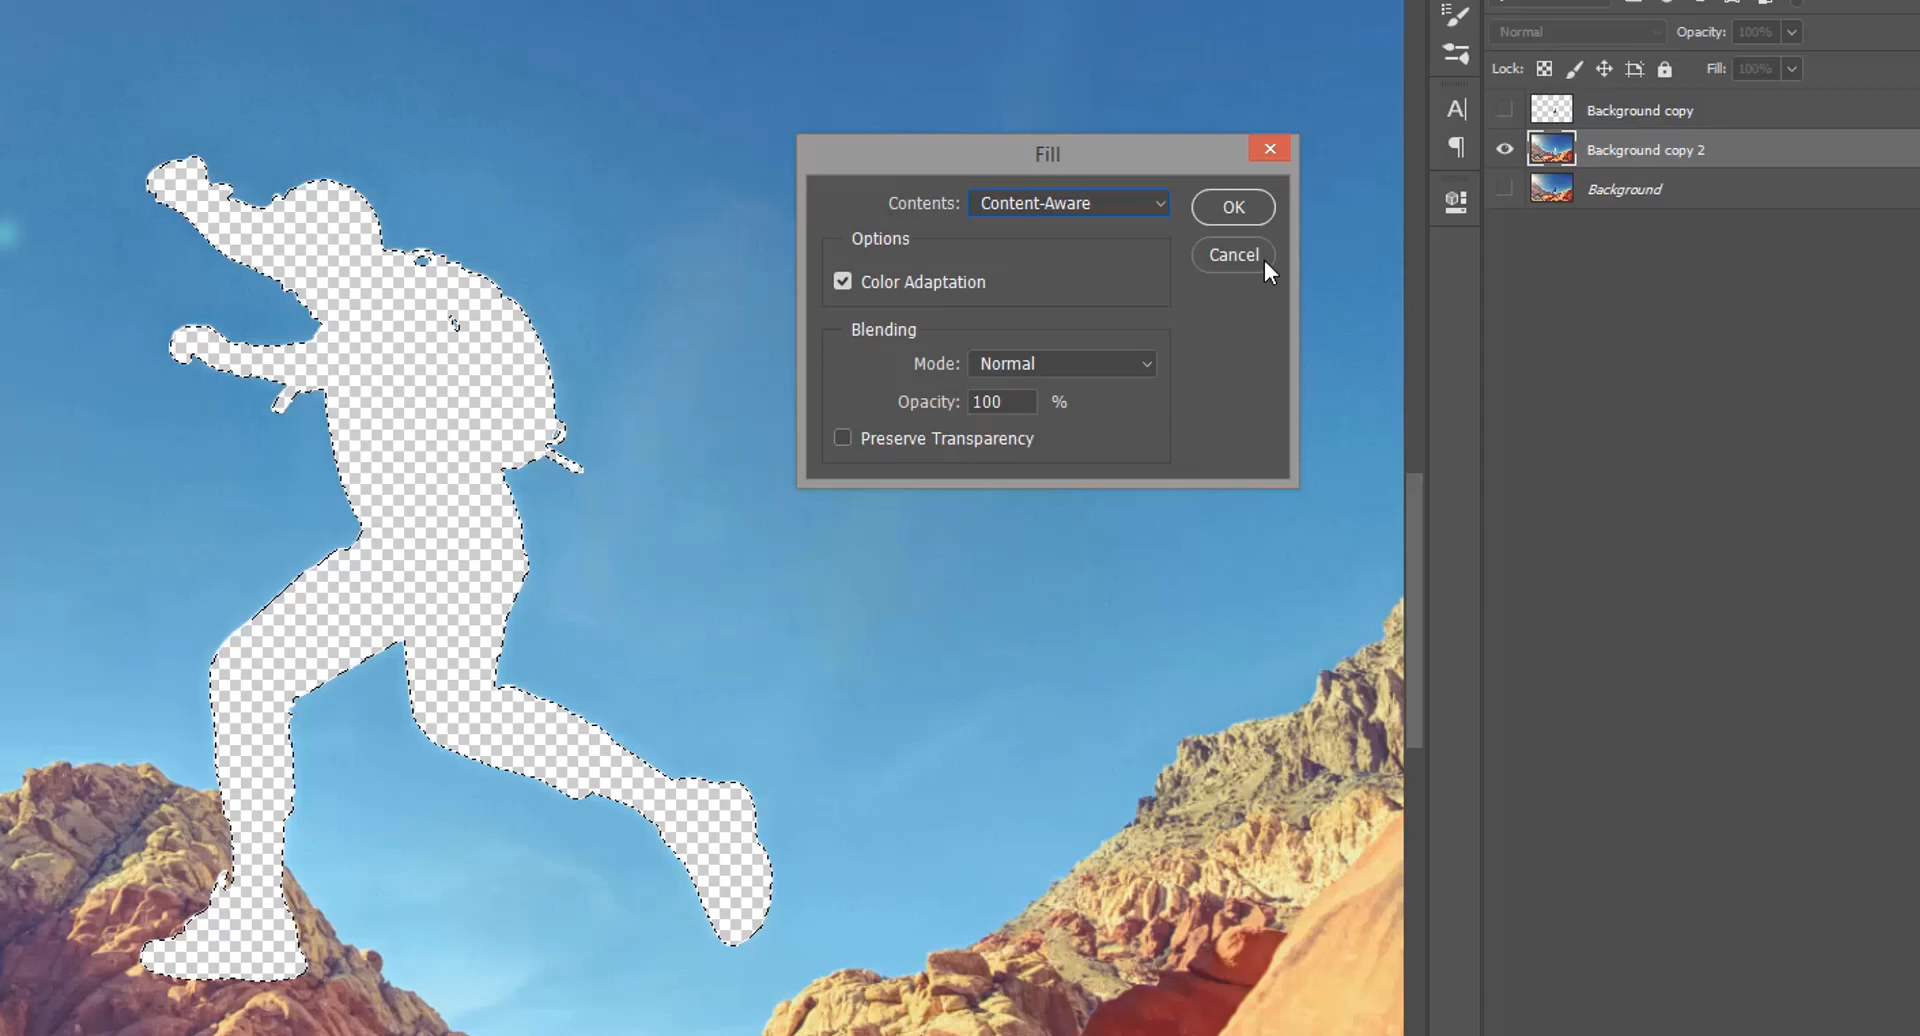 Normal
Opacity: 100%
Lock:
Fill: 100%
Background copy
Background copy 2
Background
A|
¶
Fill
Contents: Content-Aware
OK
Cancel
Options
Color Adaptation
Blending
Mode: Normal
Opacity: 100 %
Preserve Transparency